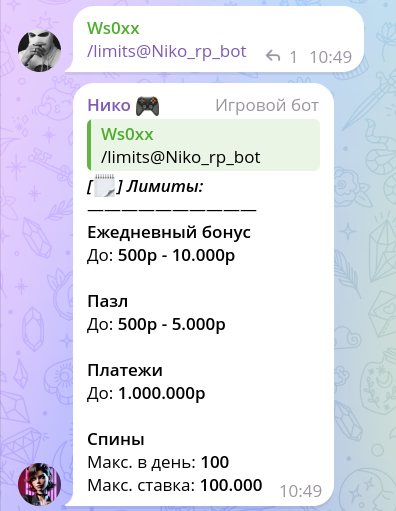 Ws0xx
/limits@Niko_rp_bot
1 10:49
Нико 🎮 Игровой бот
Ws0xx
/limits@Niko_rp_bot
[🗒] Лимиты:
——————————
Ежедневный бонус
До: 500р - 10.000р
Пазл
До: 500р - 5.000р
Платежи
До: 1.000.000р
Спины
Макс. в день: 100
Макс. ставка: 100.000
10:49